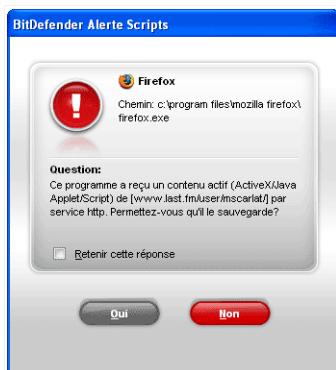 BitDefender Alerte Scripts
Firefox
Chemin: c:\program files\mozilla firefox\
firefox.exe
Question:
Ce programme a reçu un contenu actif (ActiveX/Java
Applet/Script) de [www.last.fm/user/mscarlat/] par
service http. Permettez-vous qu'il le sauvegarde?
Retenir cette réponse
Oui
Non